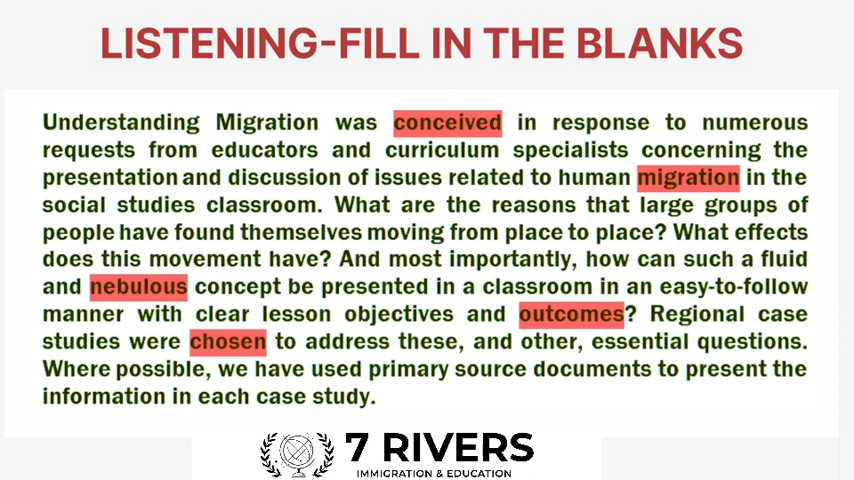 LISTENING-FILL IN THE BLANKS
Understanding Migration was conceived in response to numerous
requests from educators and curriculum specialists concerning the
presentation and discussion of issues related to human migration in the
social studies classroom. What are the reasons that large groups of
people have found themselves moving from place to place? What effects
does this movement have? And most importantly, how can such a fluid
and nebulous concept be presented in a classroom in an easy-to-follow
manner with clear lesson objectives and outcomes? Regional case
studies were chosen to address these, and other, essential questions.
Where possible, we have used primary source documents to present the
information in each case study.
7 RIVERS
IMMIGRATION & EDUCATION